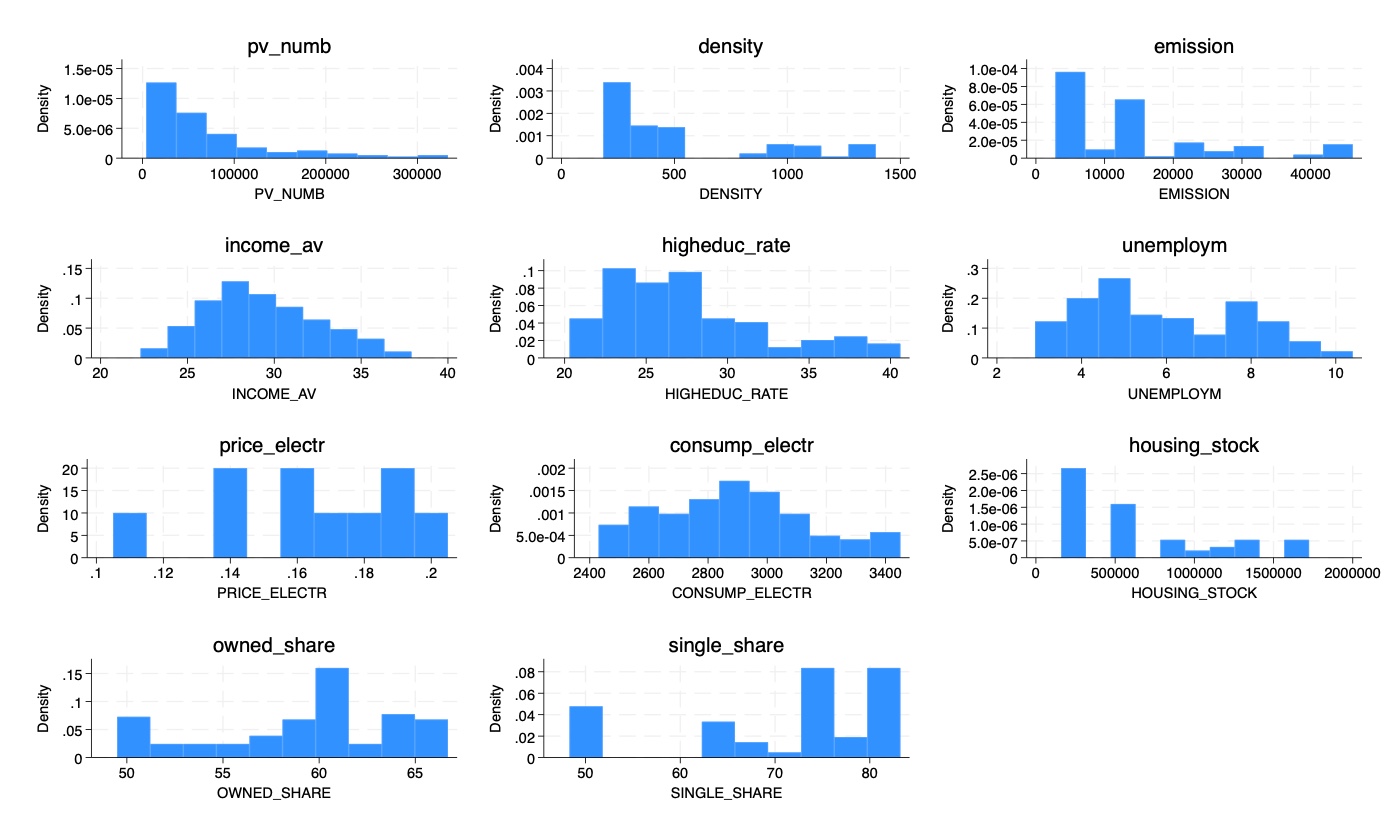 pv_numb
Density
1.5e-05
1.0e-05
5.0e-06
0
0 100000 200000 300000
PV_NUMB
density
Density
.004
.003
.002
.001
0
0 500 1000 1500
DENSITY
emission
Density
1.0e-04
8.0e-05
6.0e-05
4.0e-05
2.0e-05
0
0 10000 20000 30000 40000
EMISSION
income_av
Density
.15
.1
.05
0
20 25 30 35 40
INCOME_AV
higheduc_rate
Density
.1
.08
.06
.04
.02
0
20 25 30 35 40
HIGHEDUC_RATE
unemploym
Density
.3
.2
.1
0
2 4 6 8 10
UNEMPLOYM
price_electr
Density
20
15
10
5
0
.1 .12 .14 .16 .18 .2
PRICE_ELECTR
consump_electr
Density
.002
.0015
.001
5.0e-04
0
2400 2600 2800 3000 3200 3400
CONSUMP_ELECTR
housing_stock
Density
2.5e-06
2.0e-06
1.5e-06
1.0e-06
5.0e-07
0
0 500000 1000000 1500000 2000000
HOUSING_STOCK
owned_share
Density
.15
.1
.05
0
50 55 60 65
OWNED_SHARE
single_share
Density
.08
.06
.04
.02
0
50 60 70 80
SINGLE_SHARE